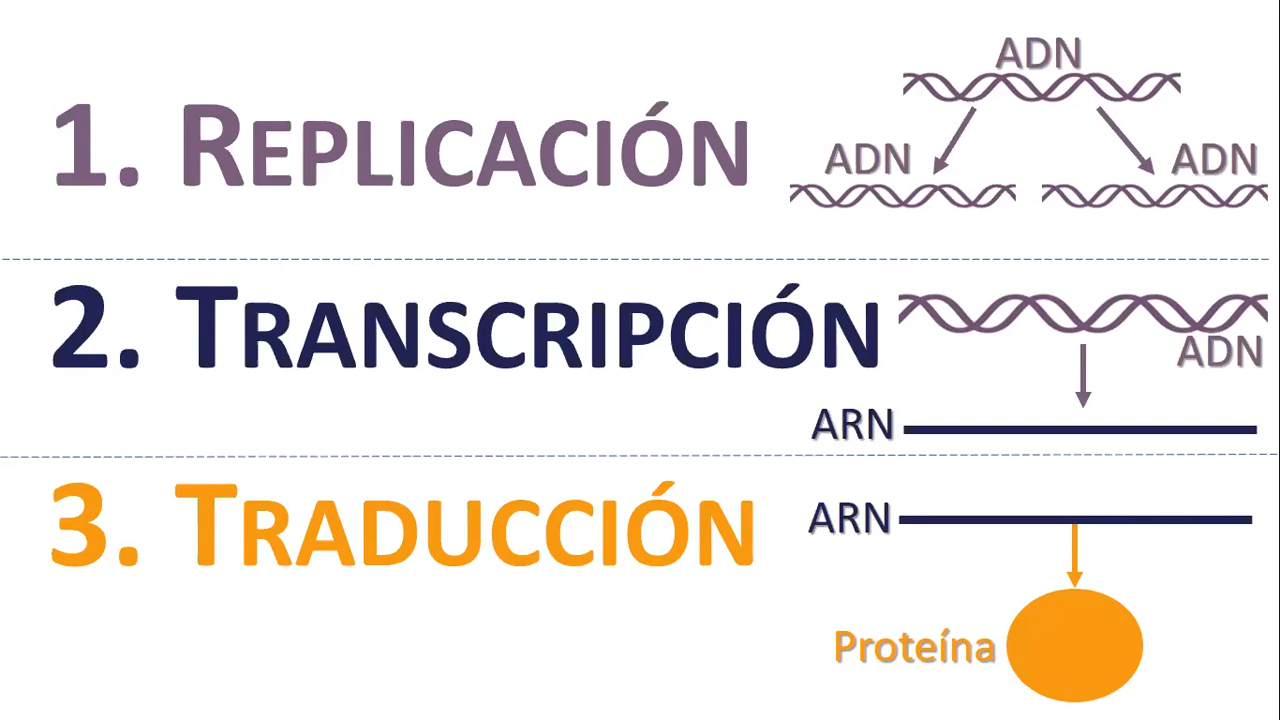 ADN
1. REPLICACIÓN
ADN
ADN
2. TRANSCRIPCIÓN
ADN
ARN
3. TRADUCCIÓN
ARN
Proteína